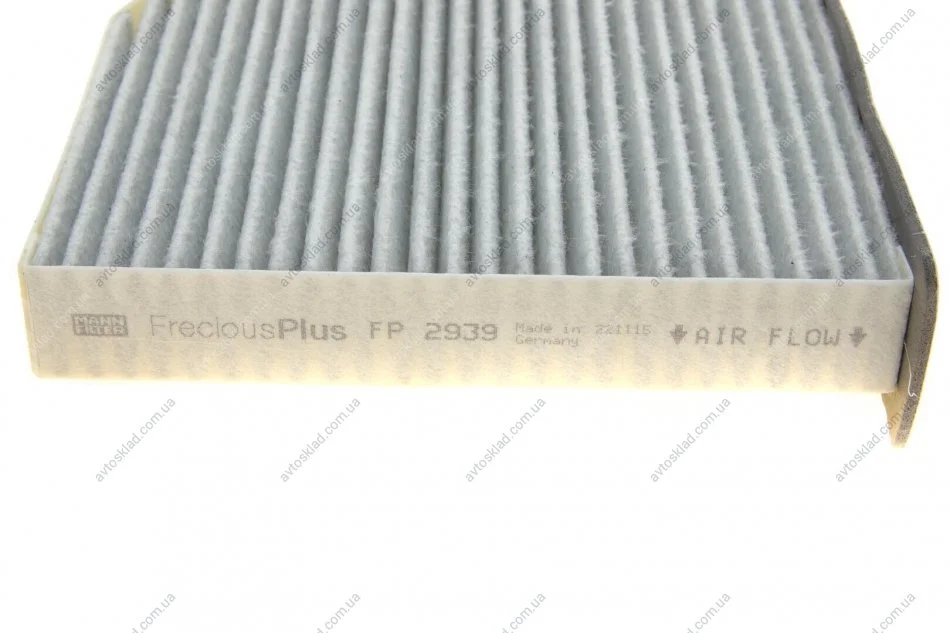 MANN
FILTER
FreciousPlus FP 2939
Made in
Germany
221115
AIR FLOW
avtosklad.com.ua